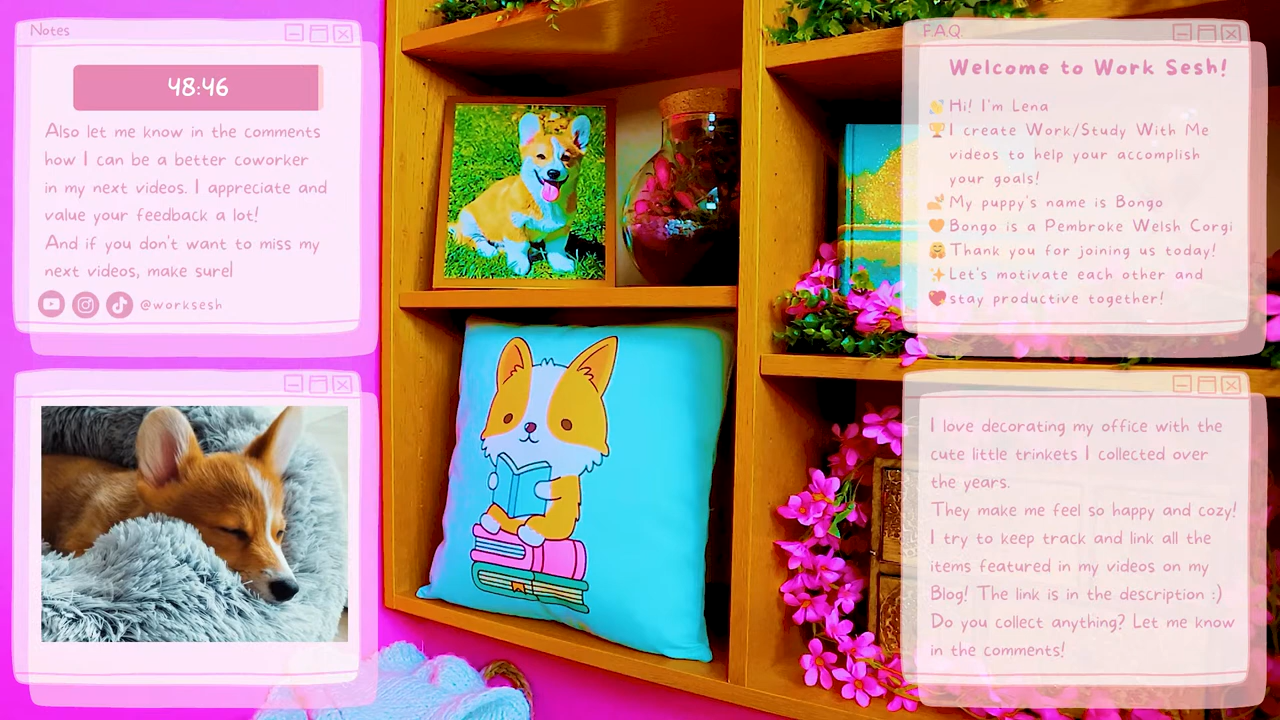 Notes
48:46
Also let me know in the comments
how I can be a better coworker
in my next videos. I appreciate and
value your feedback a lot!
And if you don't want to miss my
next videos, make surel
@worksesh
F.A.Q.
Welcome to Work Sesh!
Hi! I'm Lena
I create Work/Study With Me
videos to help your accomplish
your goals!
My puppy's name is Bongo
Bongo is a Pembroke Welsh Corgi
Thank you for joining us today!
Let's motivate each other and
stay productive together!
I love decorating my office with the
cute little trinkets I collected over
the years.
They make me feel so happy and cozy!
I try to keep track and link all the
items featured in my videos on my
Blog! The link is in the description :)
Do you collect anything? Let me know
in the comments!